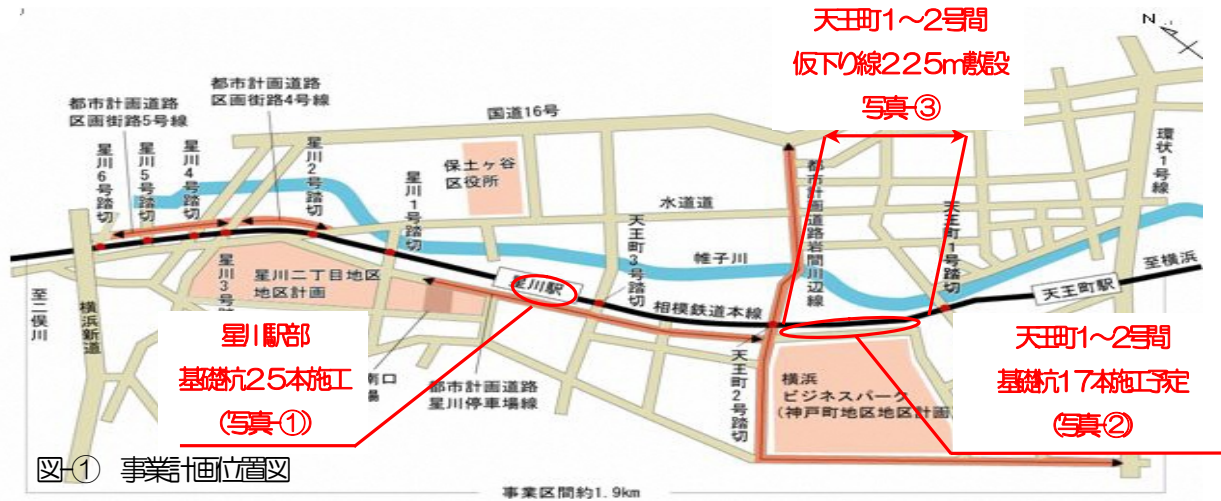 天王町1～2号間
仮下り線225m敷設
写真-③
N
都市計画道路
区画街路4号線
都市計画道路
区画街路5号線
国道16号
環状1号線
星川6号踏切
星川5号踏切
星川4号踏切
星川2号踏切
星川1号踏切
保土ヶ谷
区役所
水道道
都市計画道路岩間川辺線
天王町1号踏切
天王町3号踏切
帷子川
至横浜
天王町駅
星川駅
相模鉄道本線
星川3号踏
星川二丁目地区
地区計画
至二俣川
横浜新道
星川駅部
基礎杭25本施工
(写真-①)
南口
場
都市計画道路
星川停車場線
天王町2号踏切
横浜
ビジネスパーク
(神戸町地区地区計画
天王町1～2号間
基礎杭17本施工予定
(写真-②)
図-① 事業計画位置図
事業区間約1.9km